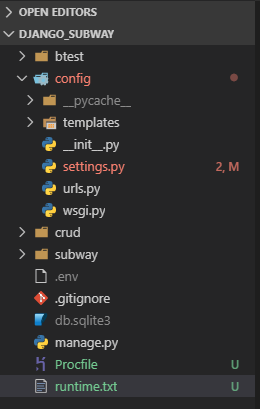 OPEN EDITORS
DJANGO_SUBWAY
btest
config
__pycache__
templates
__init__.py
settings.py 2, M
urls.py
wsgi.py
crud
subway
.env
.gitignore
db.sqlite3
manage.py
Procfile U
runtime.txt U